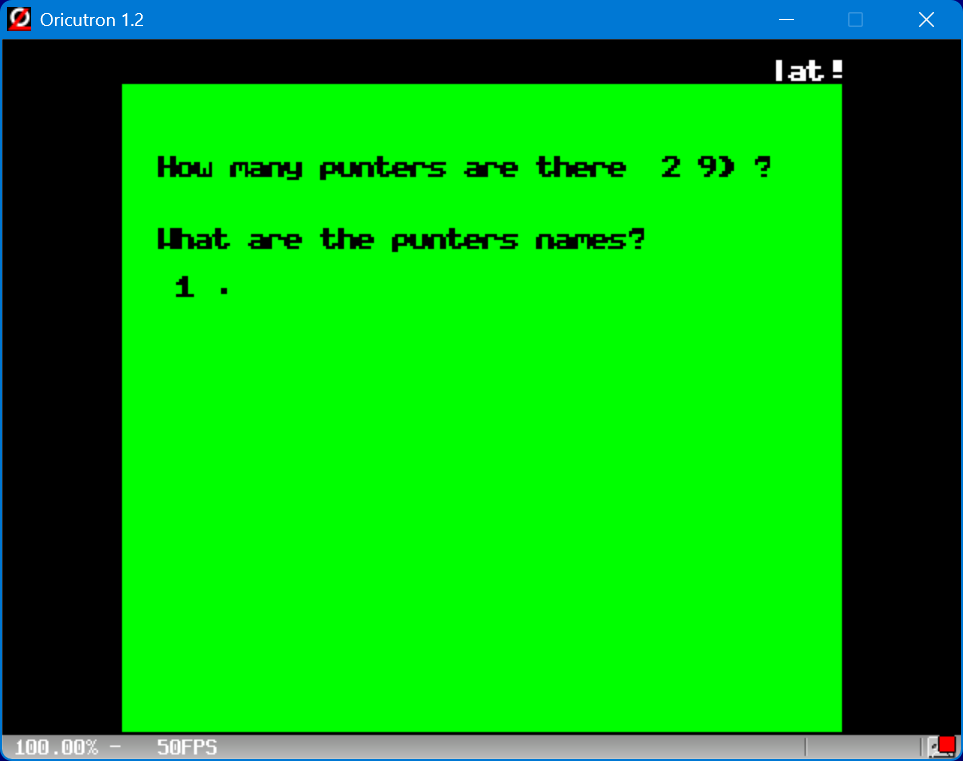 Oricutron 1.2
lat!
How many punters are there  2 9) ?
What are the punters names?
1 .
100.00% -   50FPS